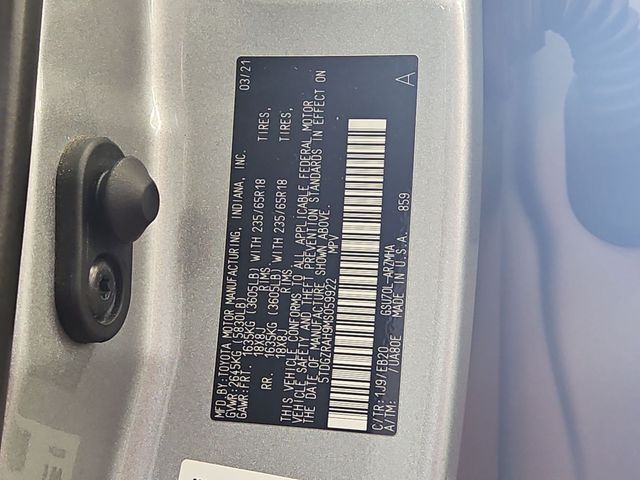 MFD.BY:TOYOTA MOTOR MANUFACTURING, INDIANA, INC. 03/21
GVWR:2645KG (5830LB)
GAWR:FRT. 1635KG (3605LB) WITH 235/65R18 TIRES,
18X8J RIMS
RR. 1635KG (3605LB) WITH 235/65R18 TIRES,
18X8J RIMS
THIS VEHICLE CONFORMS TO ALL APPLICABLE FEDERAL MOTOR
VEHICLE SAFETY AND THEFT PREVENTION STANDARDS IN EFFECT ON
THE DATE OF MANUFACTURE SHOWN ABOVE.
5TDGZRAH9MS059922 MPV
C/TR:1J9/EB20 GSU70L-ARZMHA
A/TM: /UA80E MADE IN U.S.A. 859 A